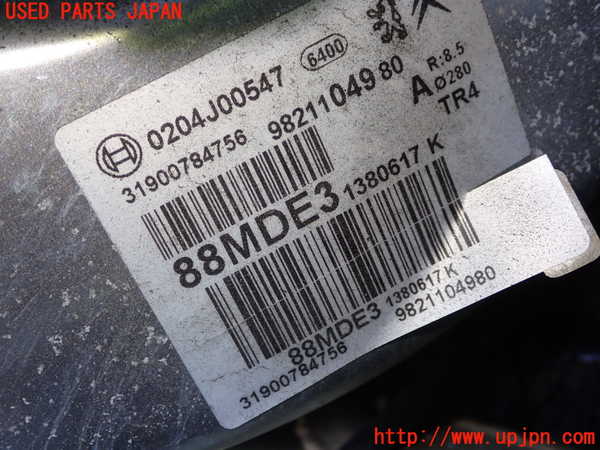 USED PARTS JAPAN
0204J00547 6400
31900784756 9821104980
R:8.5
A Ø280
TR4
88MDE3 1380617 K
88MDE3 1380617 K
31900784756 9821104980
http://www.upjpn.com/